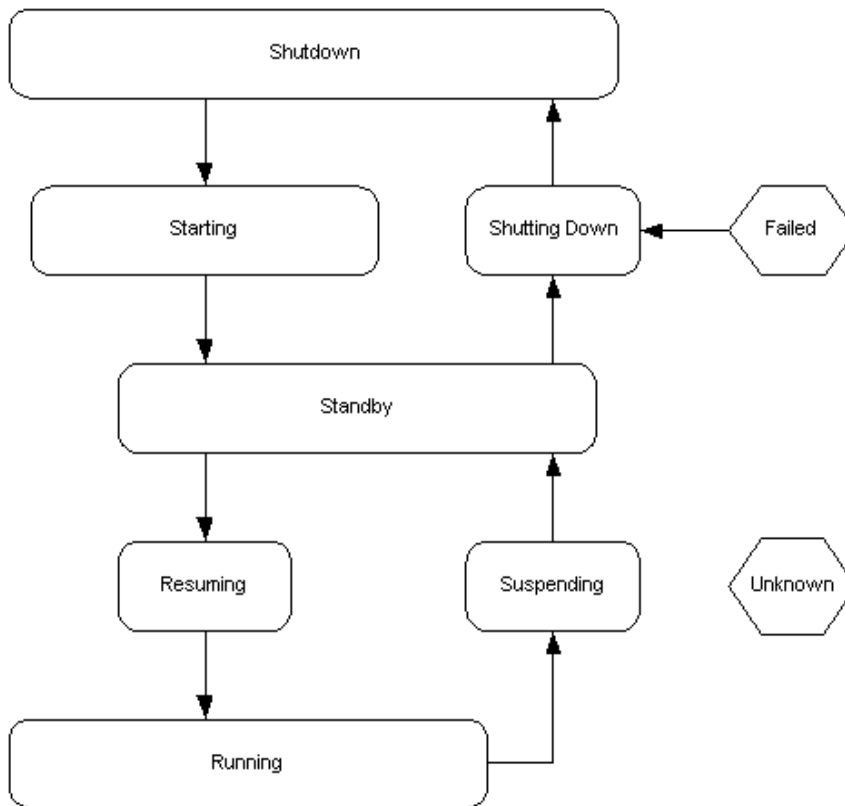 Shutdown
Starting
Shutting Down
Failed
Standby
Resuming
Suspending
Unknown
Running